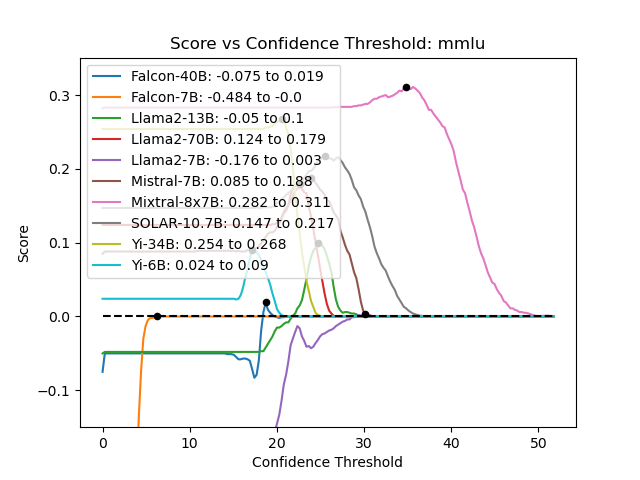 Score vs Confidence Threshold: mmlu
Falcon-40B: -0.075 to 0.019
Falcon-7B: -0.484 to -0.0
Llama2-13B: -0.05 to 0.1
Llama2-70B: 0.124 to 0.179
Llama2-7B: -0.176 to 0.003
Mistral-7B: 0.085 to 0.188
Mixtral-8x7B: 0.282 to 0.311
SOLAR-10.7B: 0.147 to 0.217
Yi-34B: 0.254 to 0.268
Yi-6B: 0.024 to 0.09
Score
0.3
0.2
0.1
0.0
−0.1
0 10 20 30 40 50
Confidence Threshold